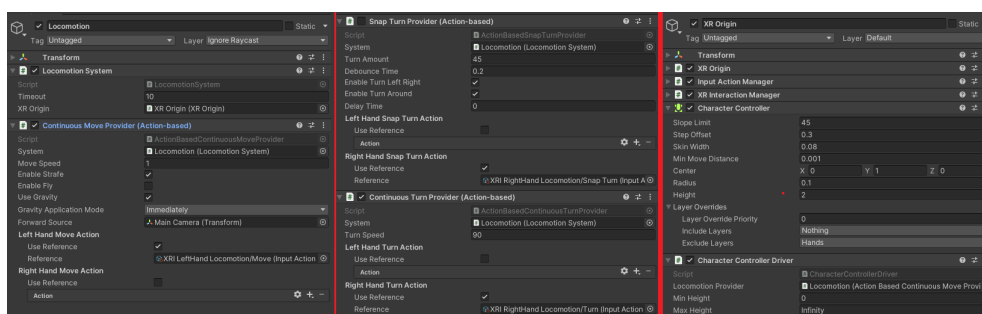 Locomotion
Static
Tag Untagged
Layer Ignore Raycast
Transform
Locomotion System
Script LocomotionSystem
Timeout 10
XR Origin XR Origin (XR Origin)
Continuous Move Provider (Action-based)
Script ActionBasedContinuousMoveProvider
System Locomotion (Locomotion System)
Move Speed 1
Enable Strafe
Enable Fly
Use Gravity
Gravity Application Mode Immediately
Forward Source Main Camera (Transform)
Left Hand Move Action
Use Reference
Reference XRI LeftHand Locomotion/Move (Input Action
Right Hand Move Action
Use Reference
Action
Snap Turn Provider (Action-based)
Script ActionBasedSnapTurnProvider
System Locomotion (Locomotion System)
Turn Amount 45
Debounce Time 0.2
Enable Turn Left Right
Enable Turn Around
Delay Time 0
Left Hand Snap Turn Action
Use Reference
Action
Right Hand Snap Turn Action
Use Reference
Reference XRI RightHand Locomotion/Snap Turn (Input A
Continuous Turn Provider (Action-based)
Script ActionBasedContinuousTurnProvider
System Locomotion (Locomotion System)
Turn Speed 90
Left Hand Turn Action
Use Reference
Action
Right Hand Turn Action
Use Reference
Reference XRI RightHand Locomotion/Turn (Input Action
XR Origin
Static
Tag Untagged
Layer Default
Transform
XR Origin
Input Action Manager
XR Interaction Manager
Character Controller
Slope Limit 45
Step Offset 0.3
Skin Width 0.08
Min Move Distance 0.001
Center X 0 Y 1 Z 0
Radius 0.1
Height 2
Layer Overrides
Layer Override Priority 0
Include Layers Nothing
Exclude Layers Hands
Character Controller Driver
Script CharacterControllerDriver
Locomotion Provider Locomotion (Action Based Continuous Move Provi
Min Height 0
Max Height Infinity